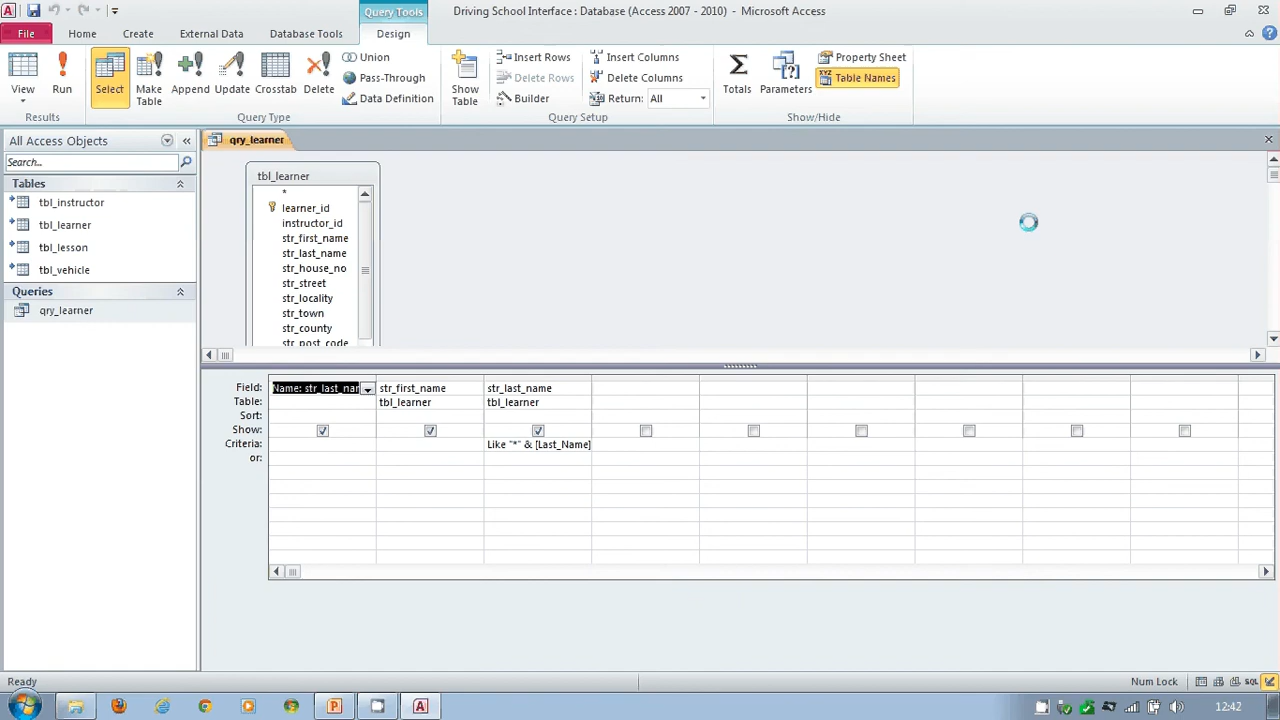 Query Tools
Driving School Interface : Database (Access 2007 - 2010) - Microsoft Access
File Home Create External Data Database Tools Design
View Run Select Make Table Append Update Crosstab Delete
Union
Pass-Through
Data Definition
Show Table
Insert Rows
Delete Rows
Builder
Insert Columns
Delete Columns
Return: All
Totals Parameters
Property Sheet
Table Names
Results Query Type Query Setup Show/Hide
All Access Objects
Search...
Tables
tbl_instructor
tbl_learner
tbl_lesson
tbl_vehicle
Queries
qry_learner
qry_learner
tbl_learner
*
learner_id
instructor_id
str_first_name
str_last_name
str_house_no
str_street
str_locality
str_town
str_county
str_post_code
Field: Name: str_last_nar str_first_name str_last_name
Table: tbl_learner tbl_learner
Sort:
Show:
Criteria: Like "*" & [Last_Name]
or:
Ready
Num Lock
SQL
12:42